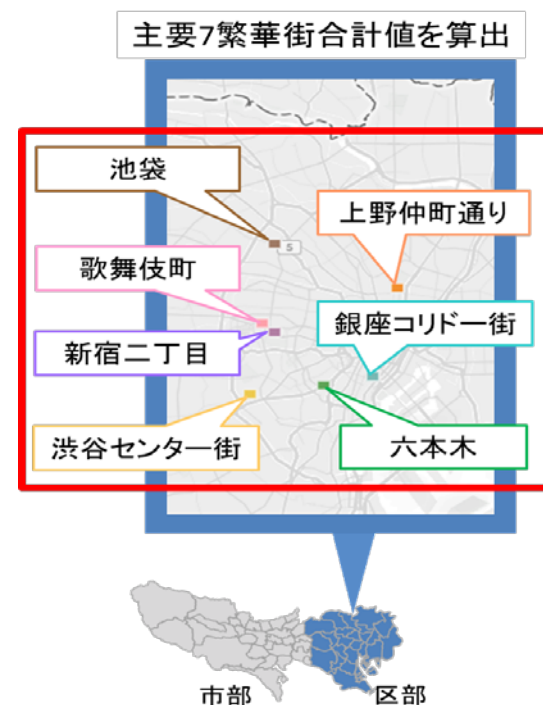 主要7繁華街合計値を算出
池袋
5
上野仲町通り
歌舞伎町
銀座コリドー街
新宿二丁目
渋谷センター街
六本木
市部
区部